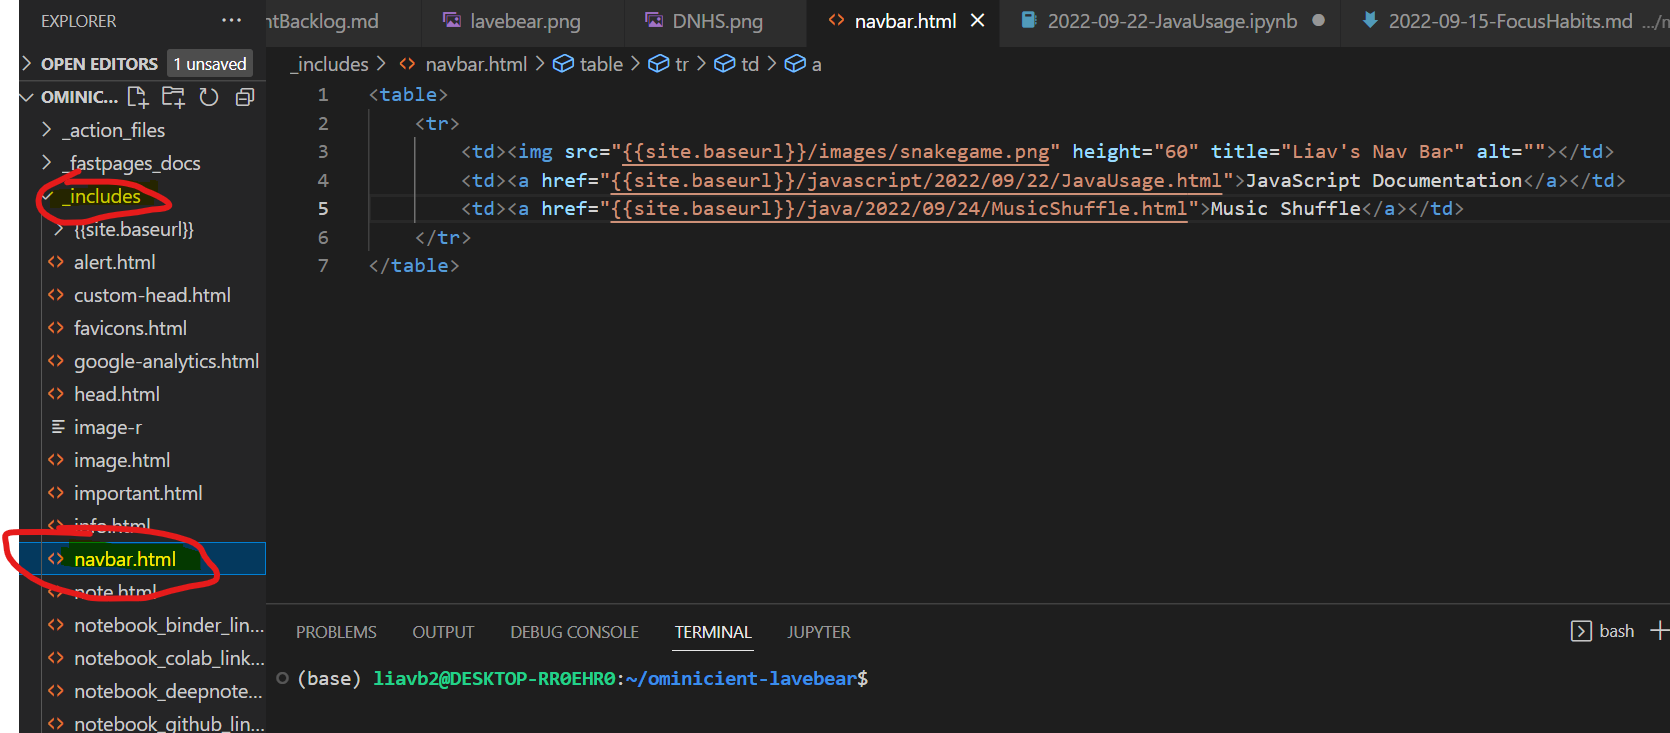 EXPLORER ···
OPEN EDITORS 1 unsaved
OMINIC...
_action_files
_fastpages_docs
_includes
{{site.baseurl}}
alert.html
custom-head.html
favicons.html
google-analytics.html
head.html
image-r
image.html
important.html
info.html
navbar.html
note.html
notebook_binder_lin...
notebook_colab_link...
notebook_deepnote...
notebook_github_lin...
ntBacklog.md lavebear.png DNHS.png navbar.html 2022-09-22-JavaUsage.ipynb 2022-09-15-FocusHabits.md .../n
_includes > navbar.html > table > tr > td > a
1 <table>
2 <tr>
3 <td><img src="{{site.baseurl}}/images/snakegame.png" height="60" title="Liav's Nav Bar" alt=""></td>
4 <td><a href="{{site.baseurl}}/javascript/2022/09/22/JavaUsage.html">JavaScript Documentation</a></td>
5 <td><a href="{{site.baseurl}}/java/2022/09/24/MusicShuffle.html">Music Shuffle</a></td>
6 </tr>
7 </table>
PROBLEMS OUTPUT DEBUG CONSOLE TERMINAL JUPYTER bash
(base) liavb2@DESKTOP-RR0EHR0:~/ominicient-lavebear$